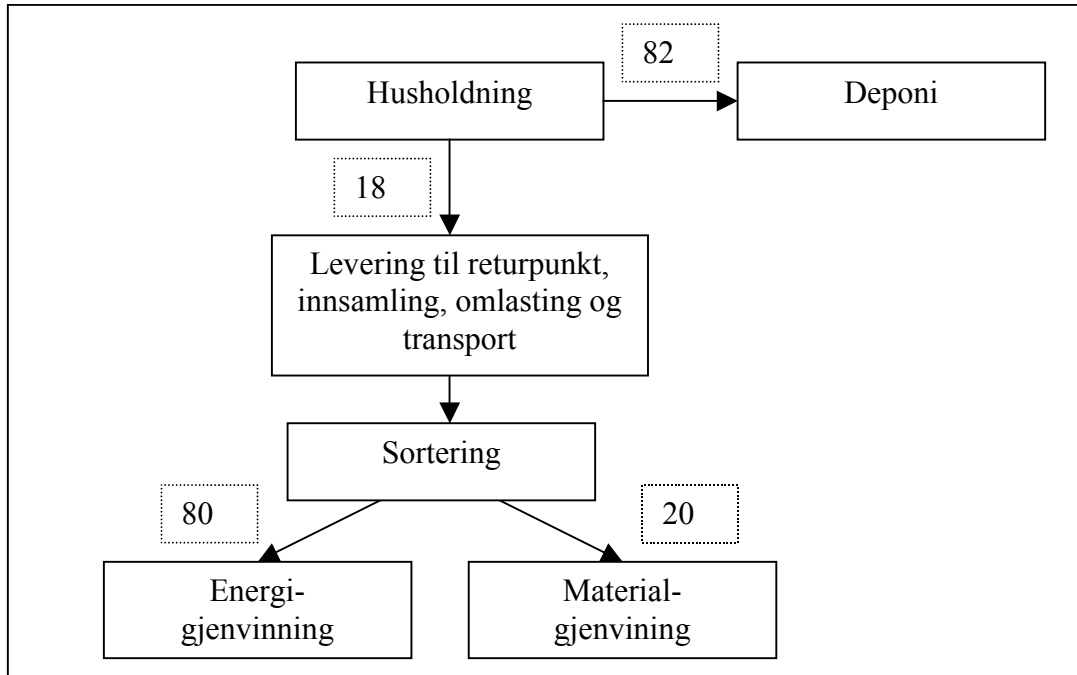 82
Husholdning
Deponi
18
Levering til returpunkt,
innsamling, omlasting og
transport
Sortering
80
20
Energi-
gjenvinning
Material-
gjenvining